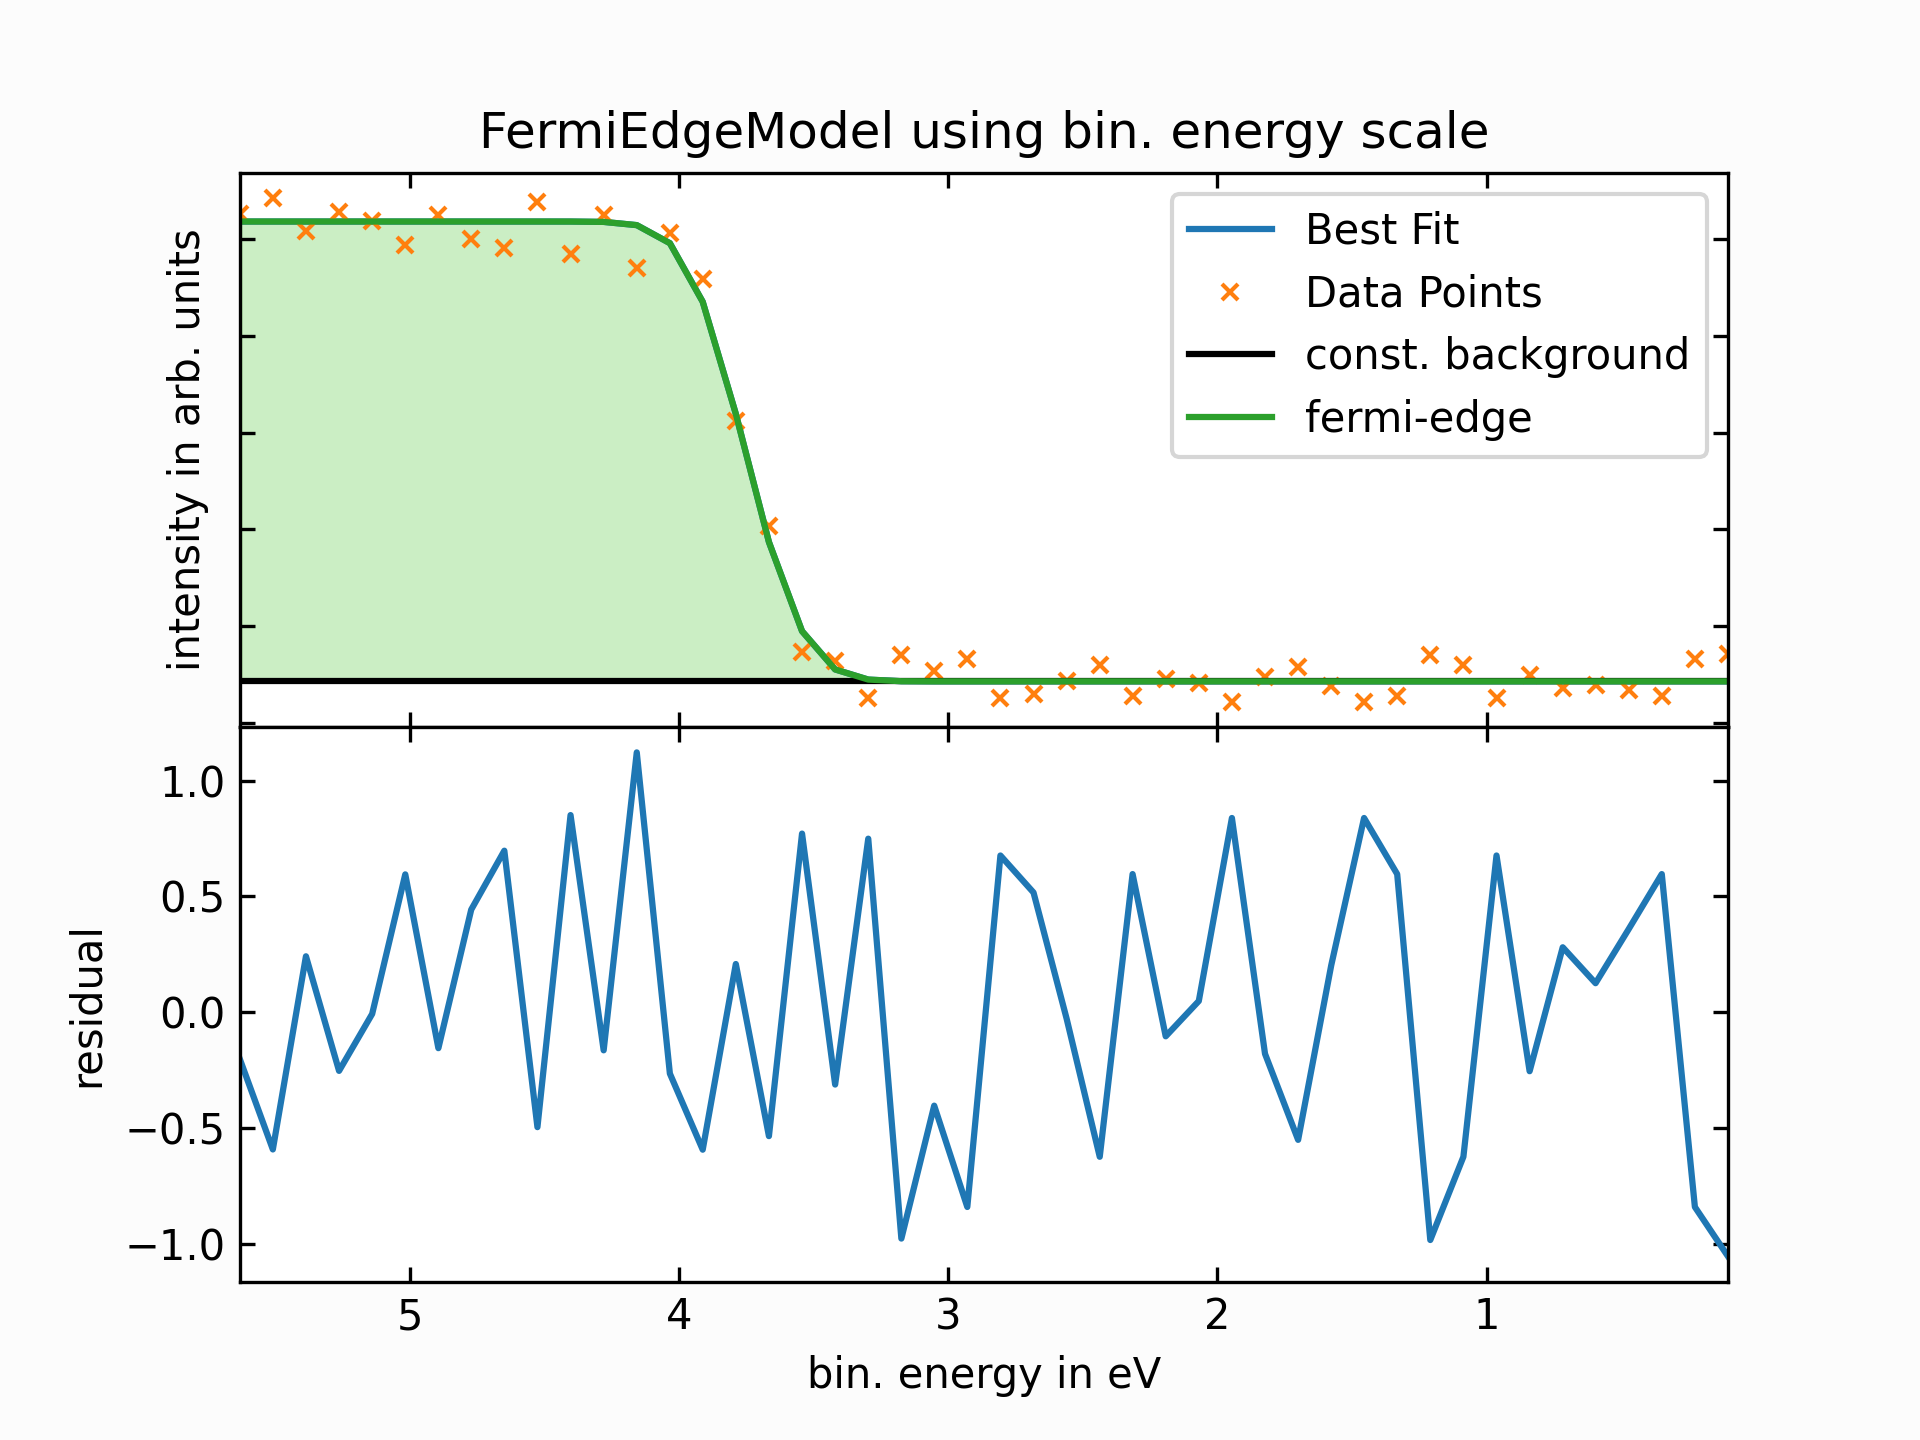 FermiEdgeModel using bin. energy scale
intensity in arb. units
Best Fit
Data Points
const. background
fermi-edge
residual
1.0
0.5
0.0
−0.5
−1.0
5 4 3 2 1
bin. energy in eV